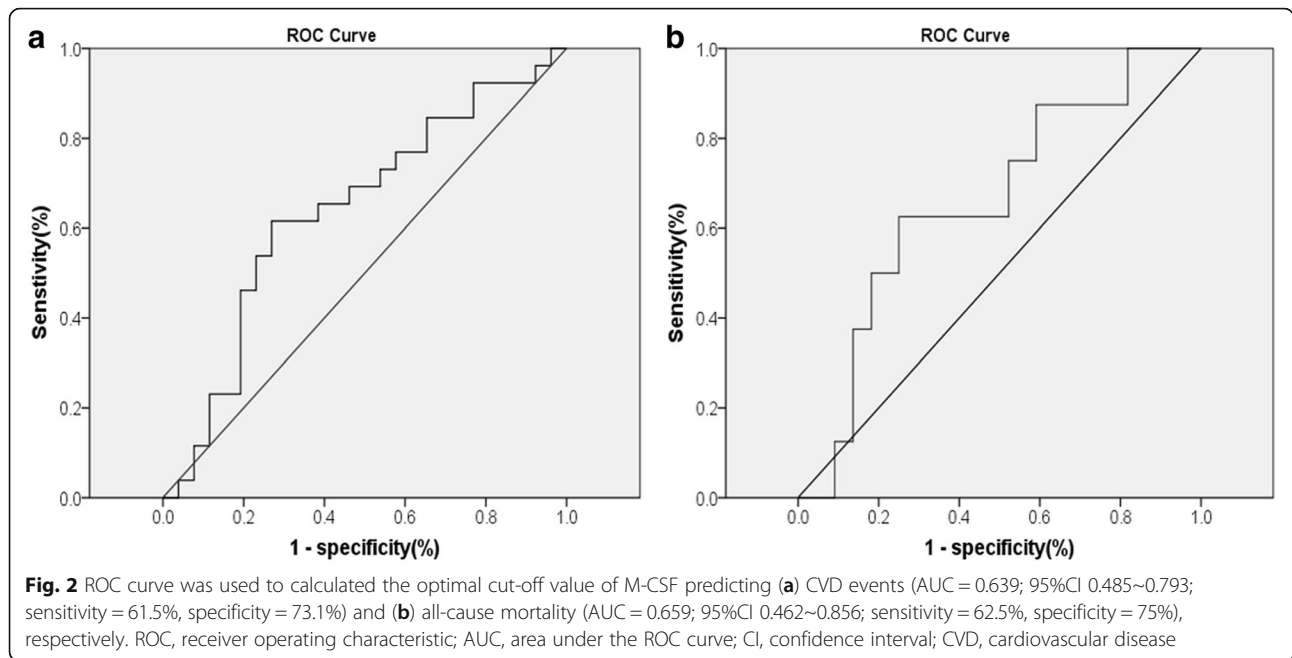 a
ROC Curve
1.0
0.8
0.6
0.4
0.2
0.0
Senstivity(%)
0.0 0.2 0.4 0.6 0.8 1.0
1 - specificity(%)
b
ROC Curve
1.0
0.8
0.6
0.4
0.2
0.0
Sensitivity(%)
0.0 0.2 0.4 0.6 0.8 1.0
1 - specificity(%)
Fig. 2 ROC curve was used to calculated the optimal cut-off value of M-CSF predicting (a) CVD events (AUC = 0.639; 95%CI 0.485~0.793;
sensitivity = 61.5%, specificity = 73.1%) and (b) all-cause mortality (AUC = 0.659; 95%CI 0.462~0.856; sensitivity = 62.5%, specificity = 75%),
respectively. ROC, receiver operating characteristic; AUC, area under the ROC curve; CI, confidence interval; CVD, cardiovascular disease